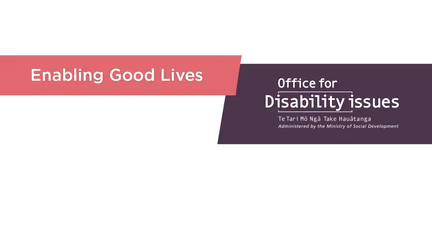 Enabling Good Lives
Office for
Disability issues
Te Tari Mō Ngā Take Hauātanga
Administered by the Ministry of Social Development